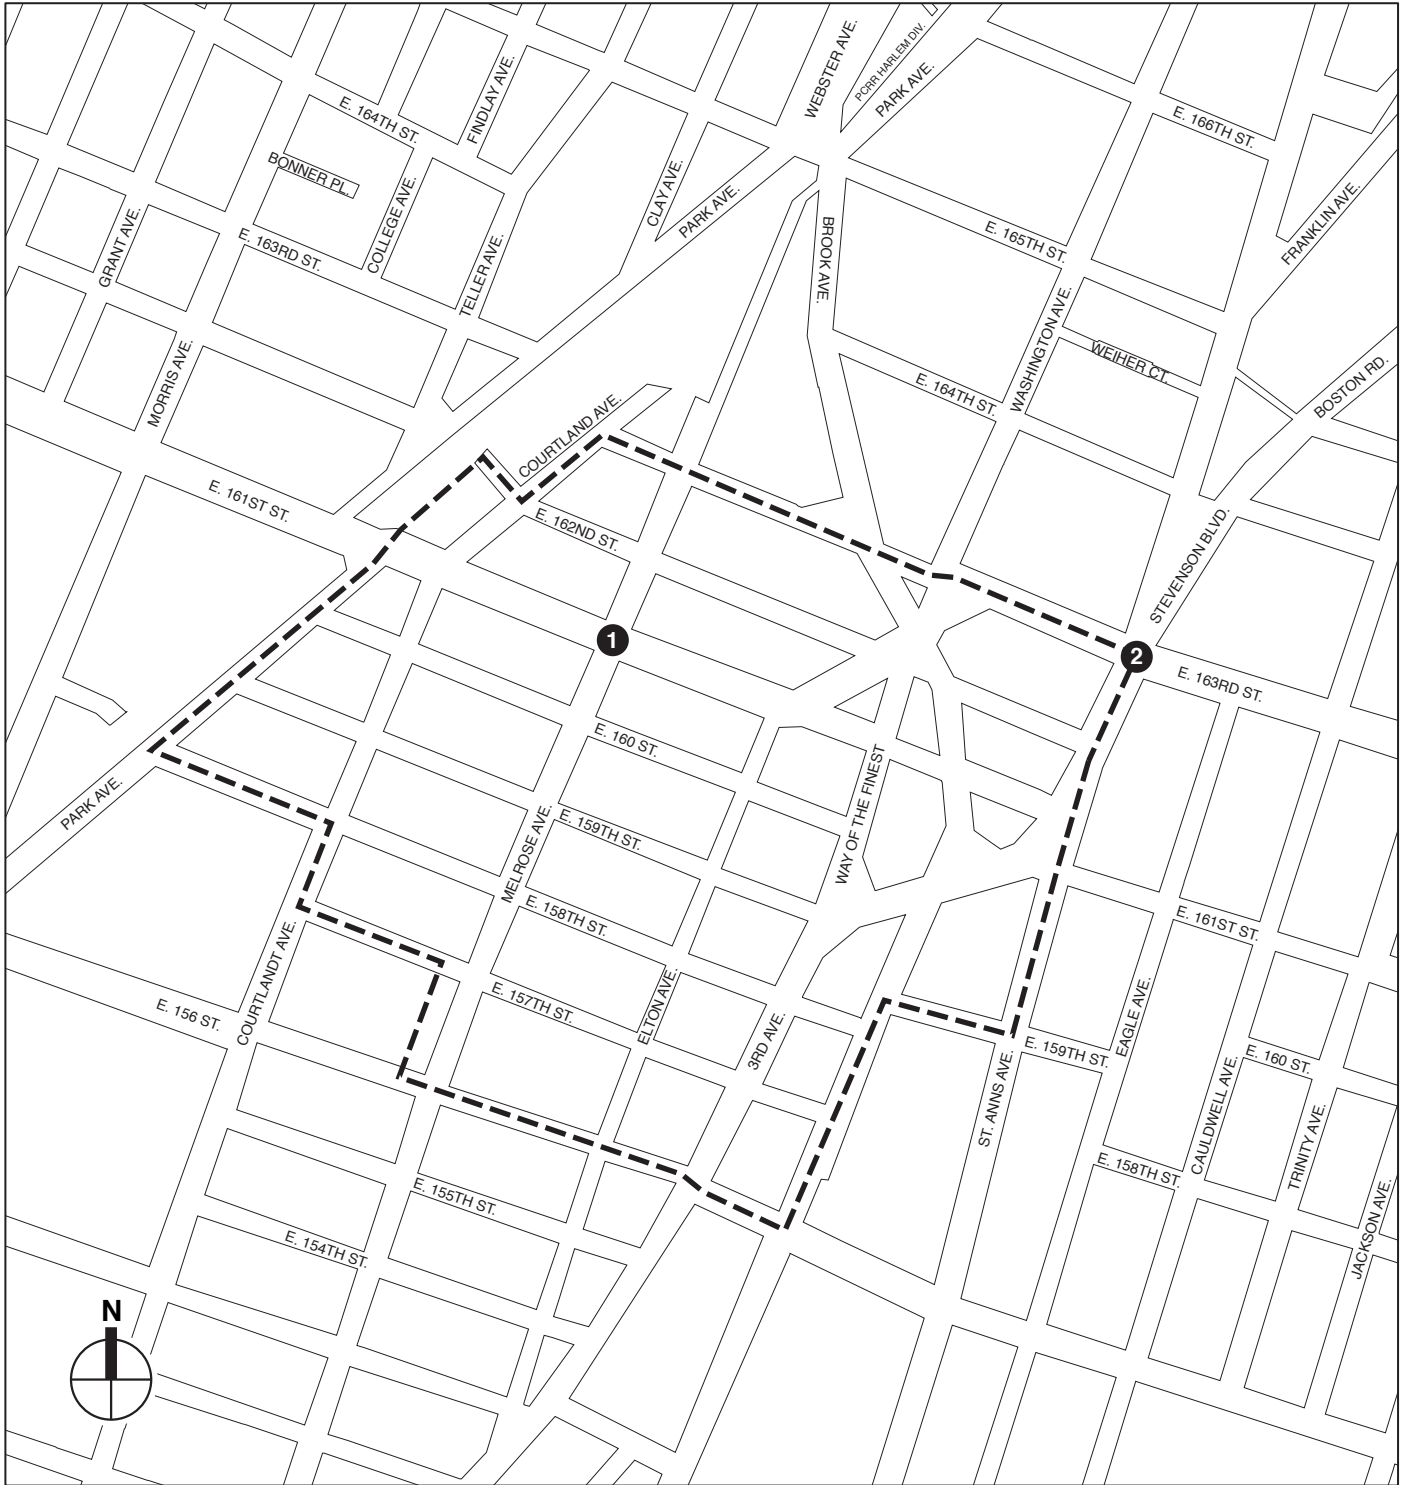 WEBSTER AVE.
PCRR HARLEM DIV.
PARK AVE.
FINDLAY AVE.
E. 164TH ST.
E. 166TH ST.
BONNER PL.
CLAY AVE.
PARK AVE.
COLLEGE AVE.
GRANT AVE.
E. 163RD ST.
TELLER AVE.
BROOK AVE.
E. 165TH ST.
FRANKLIN AVE.
WASHINGTON AVE.
MORRIS AVE.
WEIHER CT.
BOSTON RD.
E. 164TH ST.
COURTLAND AVE.
E. 161ST ST.
E. 162ND ST.
STEVENSON BLVD.
1
2
E. 163RD ST.
E. 160 ST.
WAY OF THE FINEST
PARK AVE.
E. 159TH ST.
MELROSE AVE.
E. 158TH ST.
E. 161ST ST.
COURTLANDT AVE.
E. 156 ST.
E. 157TH ST.
ELTON AVE.
3RD AVE.
EAGLE AVE.
E. 159TH ST.
E. 160 ST.
ST. ANNS AVE.
CAULDWELL AVE.
TRINITY AVE.
E. 158TH ST.
E. 155TH ST.
JACKSON AVE.
E. 154TH ST.
N